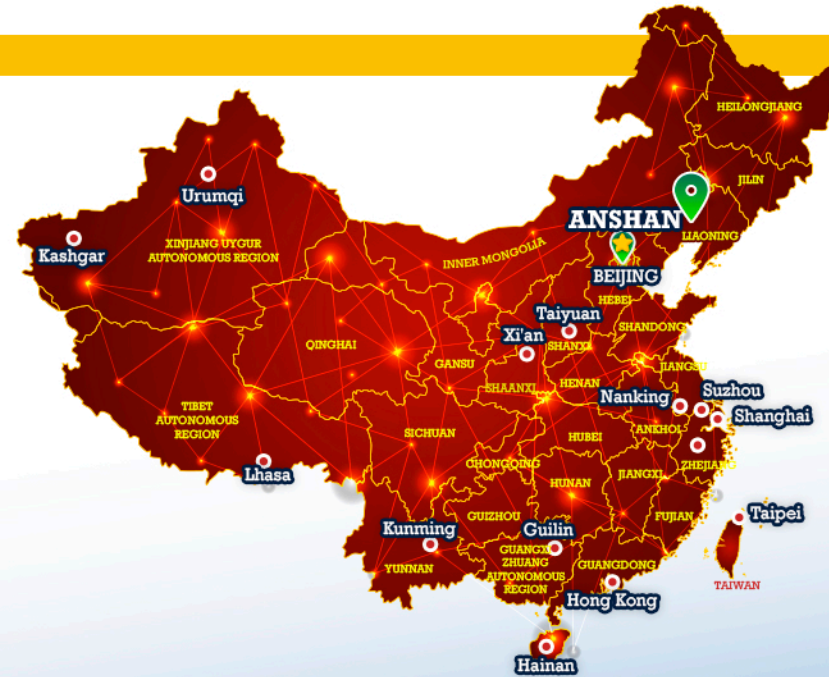 HEILONGJIANG
JILIN
Urumqi
ANSHAN
LIAONING
Kashgar
XINJIANG UYGUR
AUTONOMOUS REGION
INNER MONGOLIA
BEIJING
HEBEI
Taiyuan
SHANDONG
Xi'an
QINGHAI
SHANXI
GANSU
JIANGSU
SHAANXI
HENAN
Nanking
Suzhou
Shanghai
TIBET
AUTONOMOUS
REGION
SICHUAN
ANKHOI
HUBEI
CHONGQING
ZHEJIANG
Lhasa
JIANGXI
HUNAN
GUIZHOU
FUJIAN
Taipei
Kunming
Guilin
GUANGXI
ZHUANG
AUTONOMOUS
REGION
GUANGDONG
YUNNAN
TAIWAN
Hong Kong
Hainan